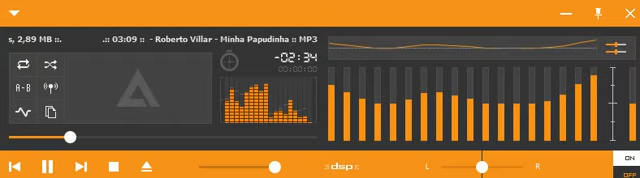 s, 2,89 MB ::.
.:: 03:09 :: - Roberto Villar - Minha Papudinha :: MP3
-02:34
00:00:00
A-B
dsp
L
R
ON
OFF